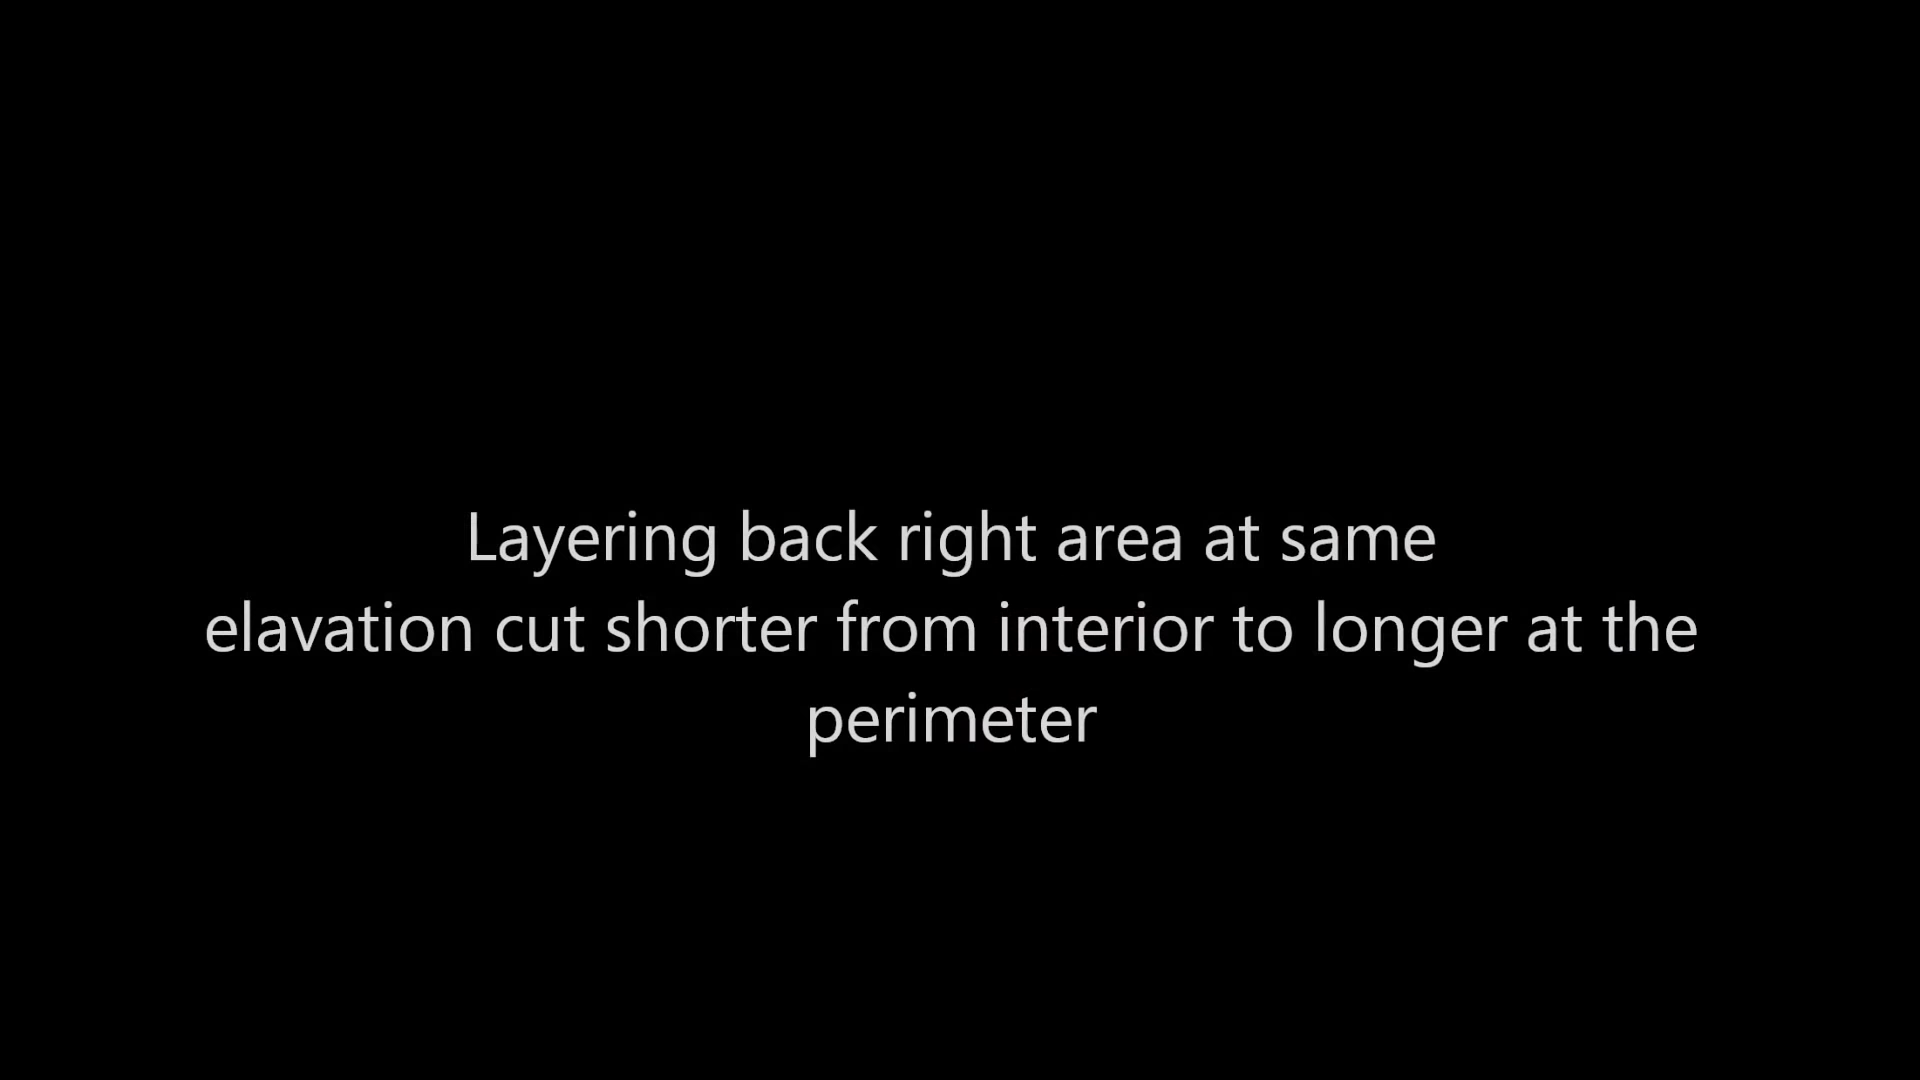 Layering back right area at same
elavation cut shorter from interior to longer at the
perimeter